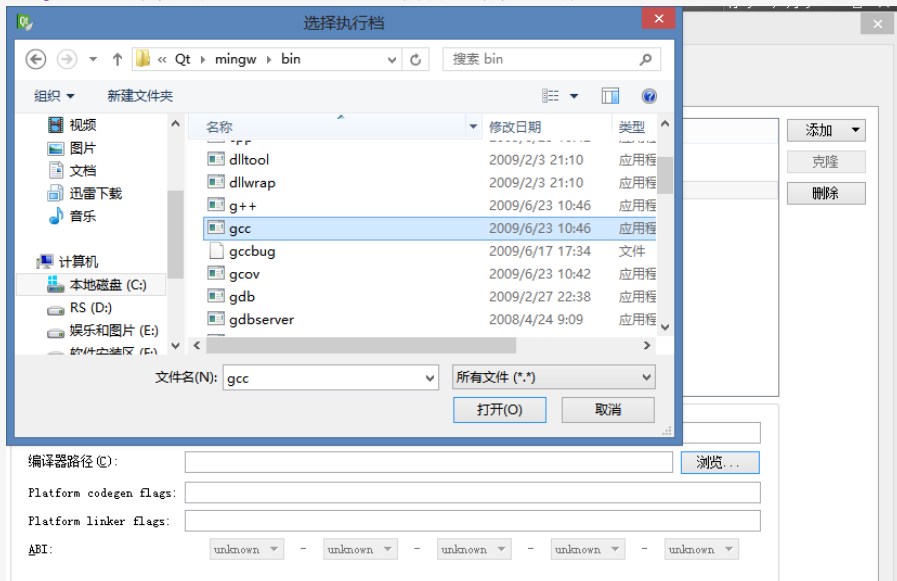 选择执行档
« Qt ▸ mingw ▸ bin
搜索 bin
组织
新建文件夹
视频
图片
文档
迅雷下载
音乐
计算机
本地磁盘 (C:)
RS (D:)
娱乐和图片 (E:)
软件安装区 (F:)
名称 修改日期 类型
dlltool 2009/2/3 21:10 应用程
dllwrap 2009/2/3 21:10 应用程
g++ 2009/6/23 10:46 应用程
gcc 2009/6/23 10:46 应用程
gccbug 2009/6/17 17:34 文件
gcov 2009/6/23 10:42 应用程
gdb 2009/2/27 22:38 应用程
gdbserver 2008/4/24 9:09 应用程
文件名(N): gcc 所有文件 (*.*)
打开(O) 取消
添加
克隆
删除
编译器路径(C): 浏览...
Platform codegen flags:
Platform linker flags:
ABI: unknown - unknown - unknown - unknown - unknown